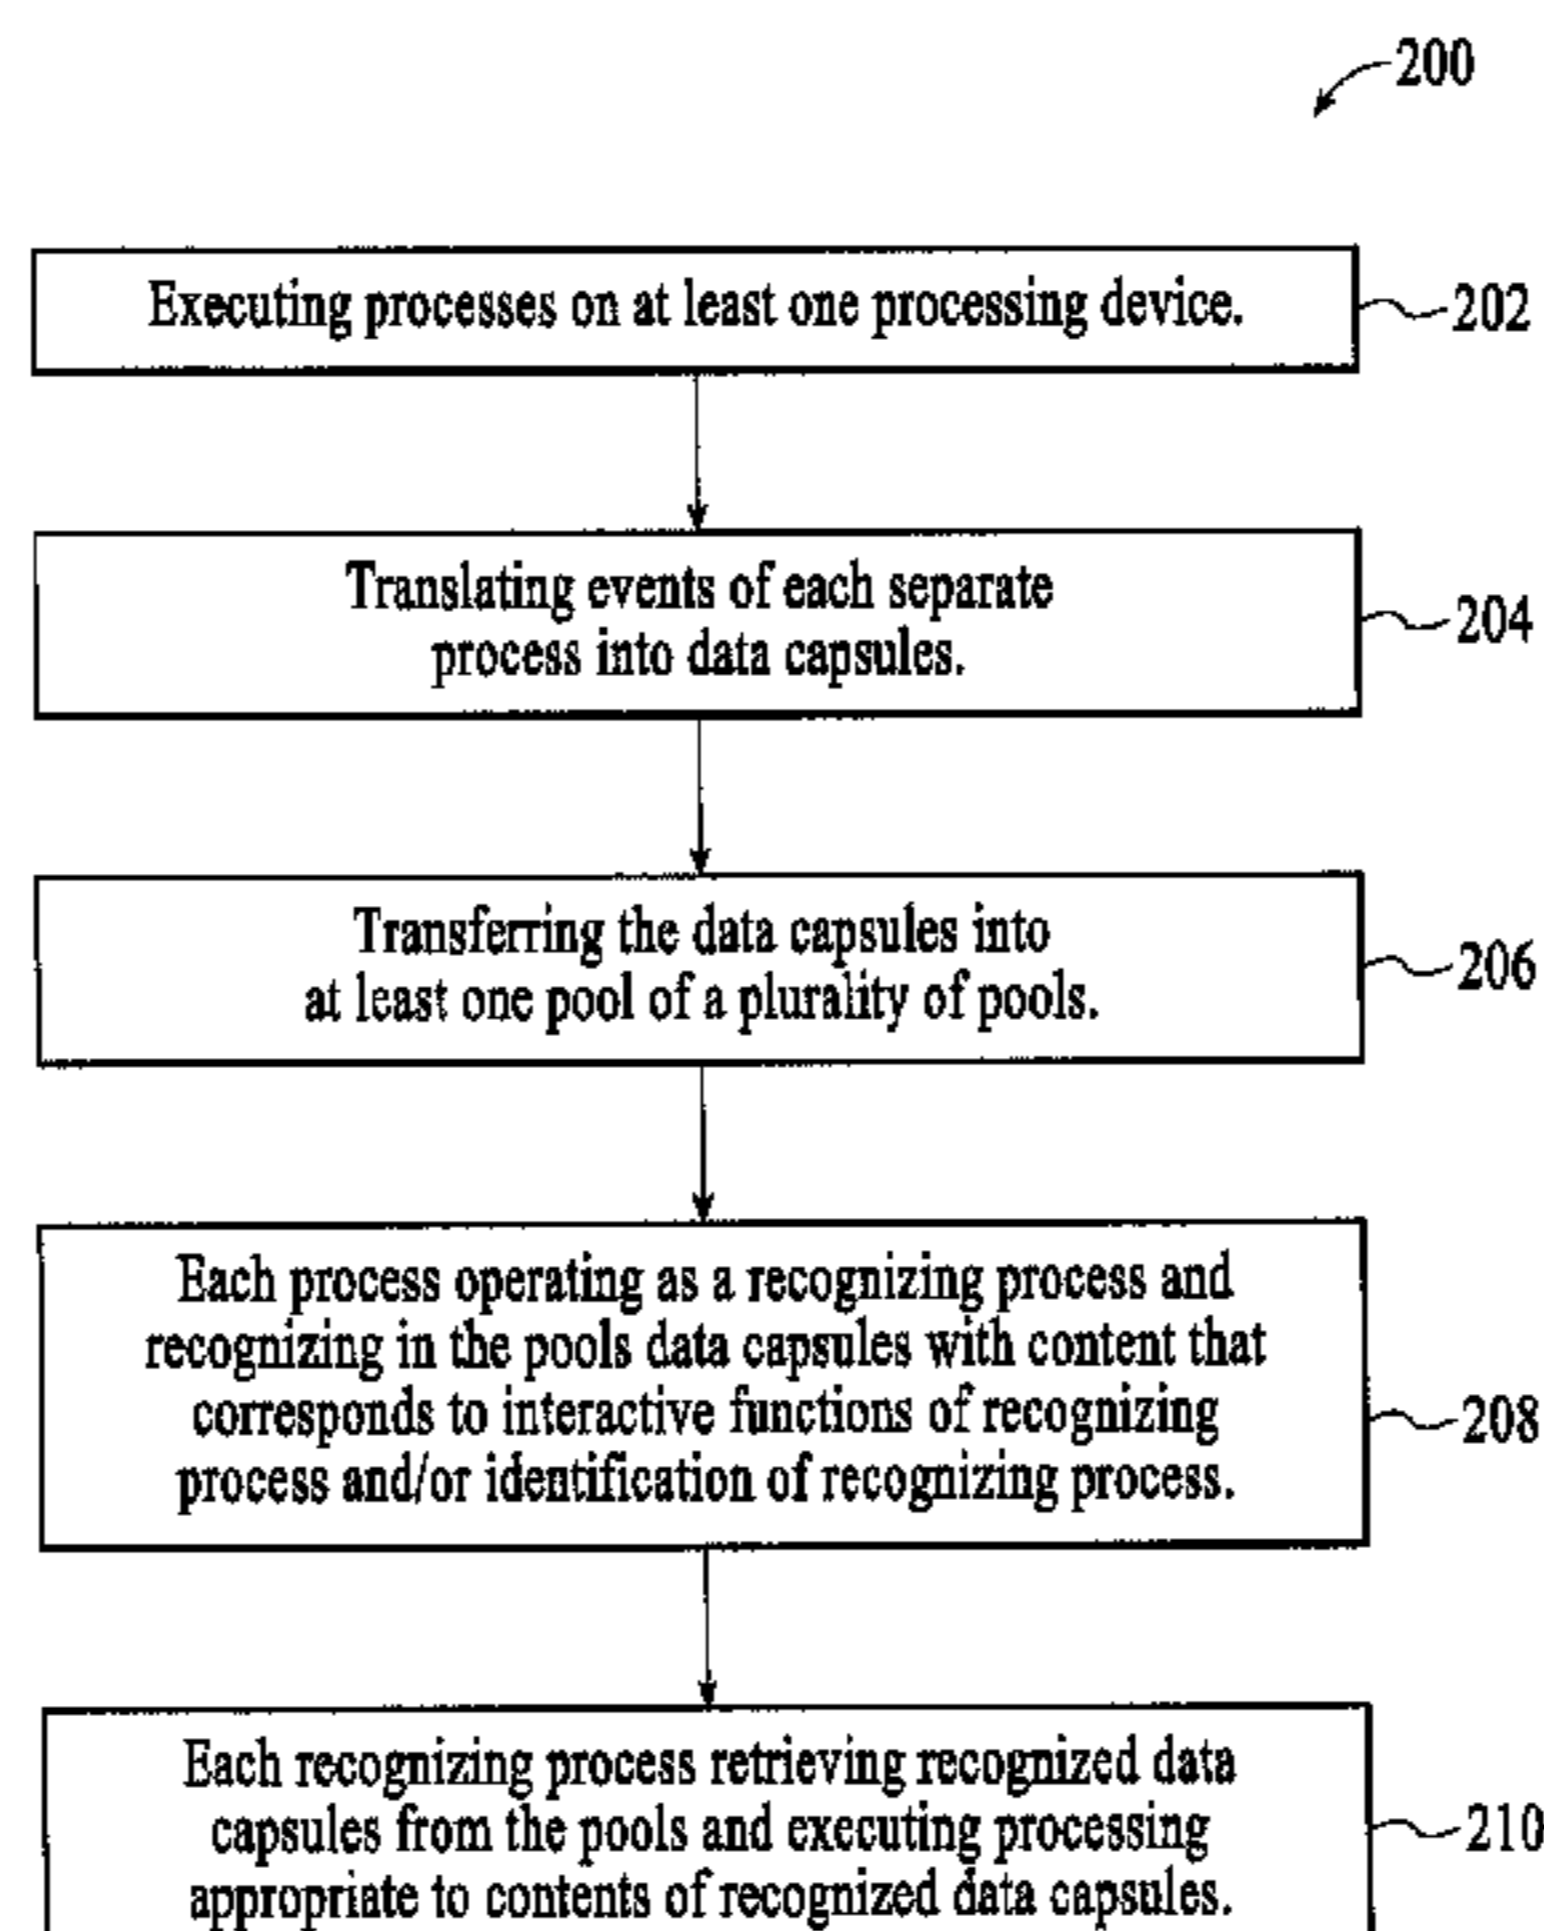 200
Executing processes on at least one processing device.
202
Translating events of each separate
process into data capsules.
204
Transferring the data capsules into
at least one pool of a plurality of pools.
206
Each process operating as a recognizing process and
recognizing in the pools data capsules with content that
corresponds to interactive functions of recognizing
process and/or identification of recognizing process.
208
Each recognizing process retrieving recognized data
capsules from the pools and executing processing
appropriate to contents of recognized data capsules.
210